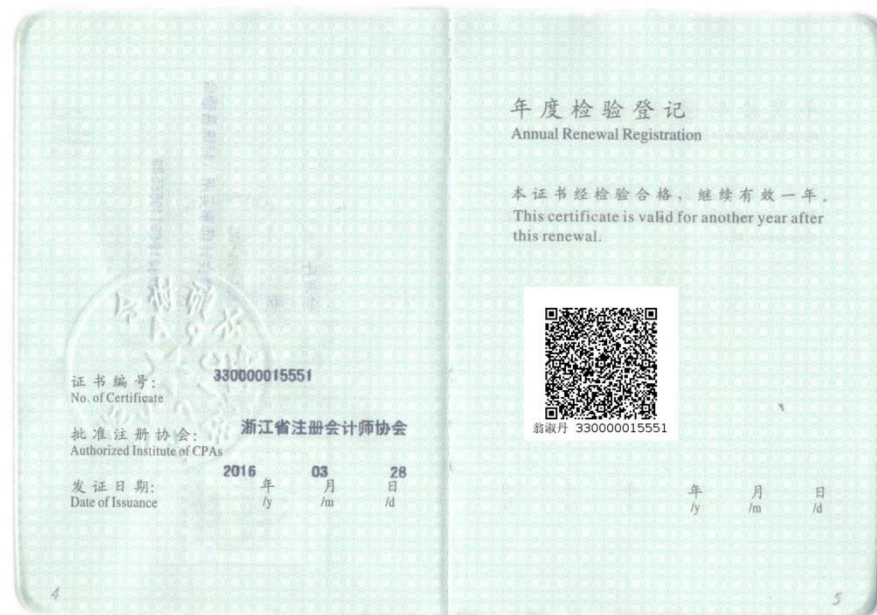 证书编号: 330000015551
No. of Certificate
批准注册协会: 浙江省注册会计师协会
Authorized Institute of CPAs
发证日期: 2016 年 03 月 28 日
Date of Issuance /y /m /d
4
年度检验登记
Annual Renewal Registration
本证书经检验合格，继续有效一年。
This certificate is valid for another year after
this renewal.
翁淑丹 330000015551
年 月 日
/y /m /d
5